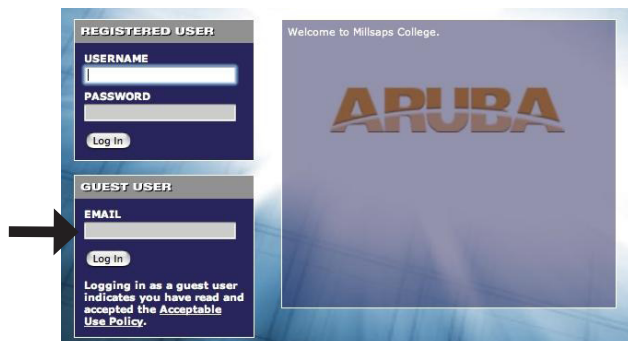 REGISTERED USER
USERNAME
PASSWORD
Log In
GUEST USER
EMAIL
Log In
Logging in as a guest user
indicates you have read and
accepted the Acceptable
Use Policy.
Welcome to Millsaps College.
ARUBA